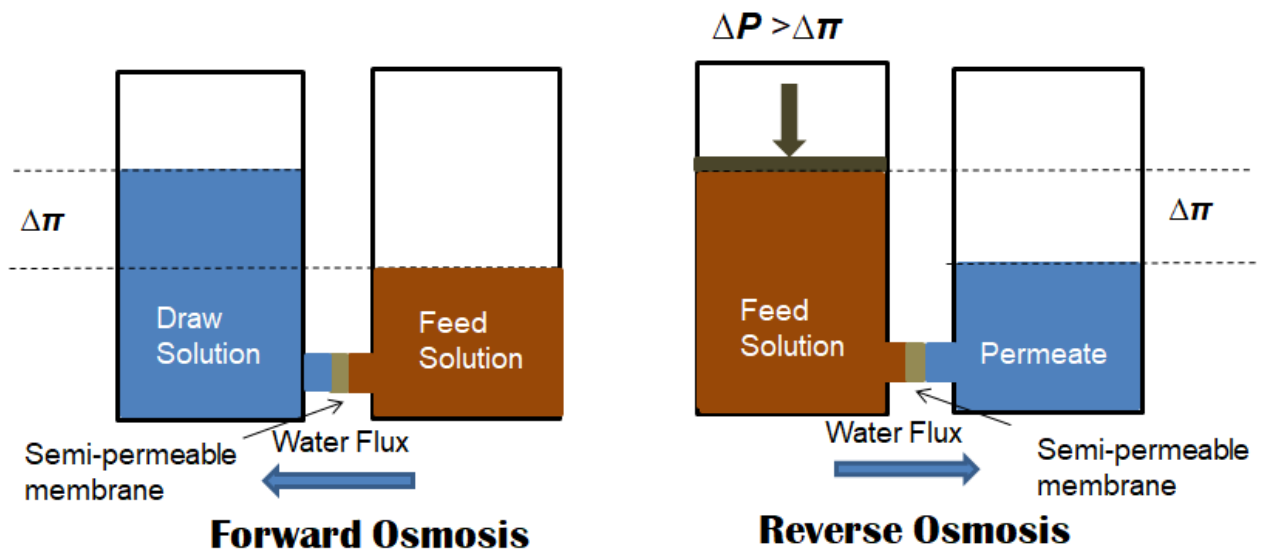 ΔP > Δπ
Δπ
Draw
Solution
Feed
Solution
Semi-permeable
membrane
Water Flux
Forward Osmosis
Feed
Solution
Permeate
Δπ
Water Flux
Semi-permeable
membrane
Reverse Osmosis